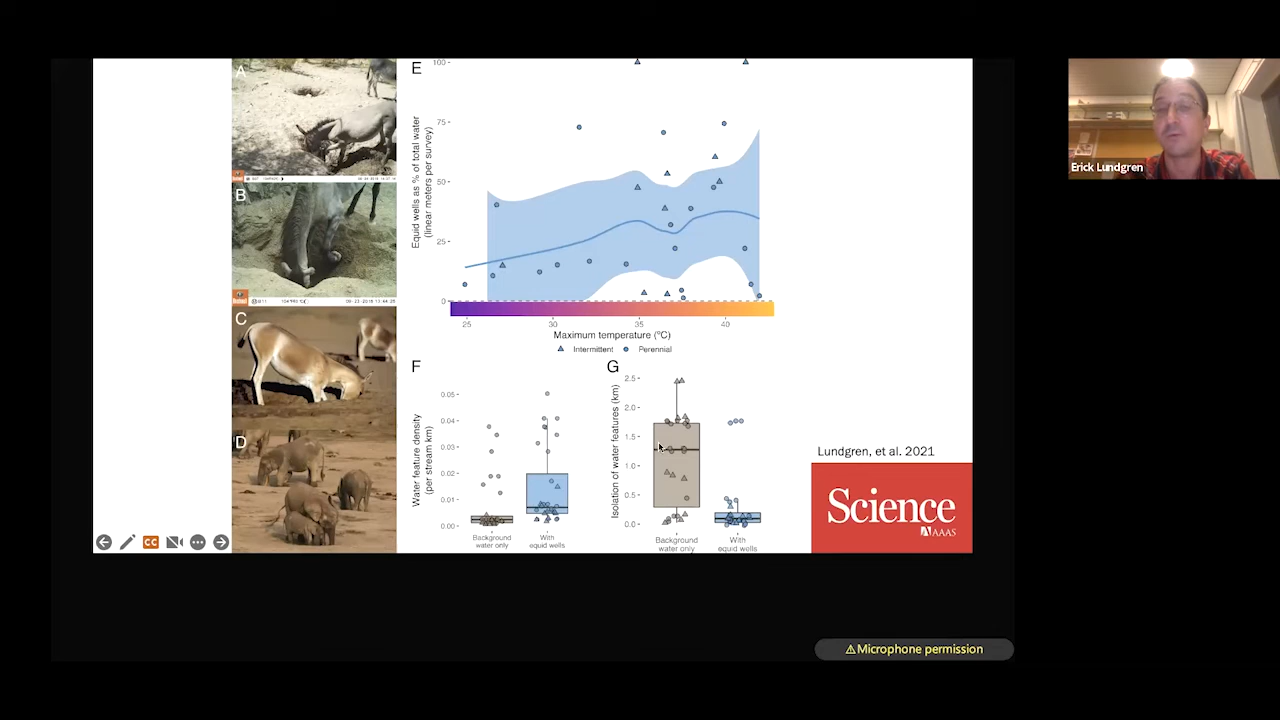 A
B
C
D
E
Equid wells as % of total water
(linear meters per survey)
100
75
50
25
0
25 30 35 40
Maximum temperature (°C)
Intermittent Perennial
F
Water feature density
(per stream km)
0.05
0.04
0.03
0.02
0.01
0.00
Background
water only
With
equid wells
G
Isolation of water features (km)
2.5
2.0
1.5
1.0
0.5
0.0
Background
water only
With
equid wells
Lundgren, et al. 2021
Science
AAAS
CC
Erick Lundgren
⚠Microphone permission